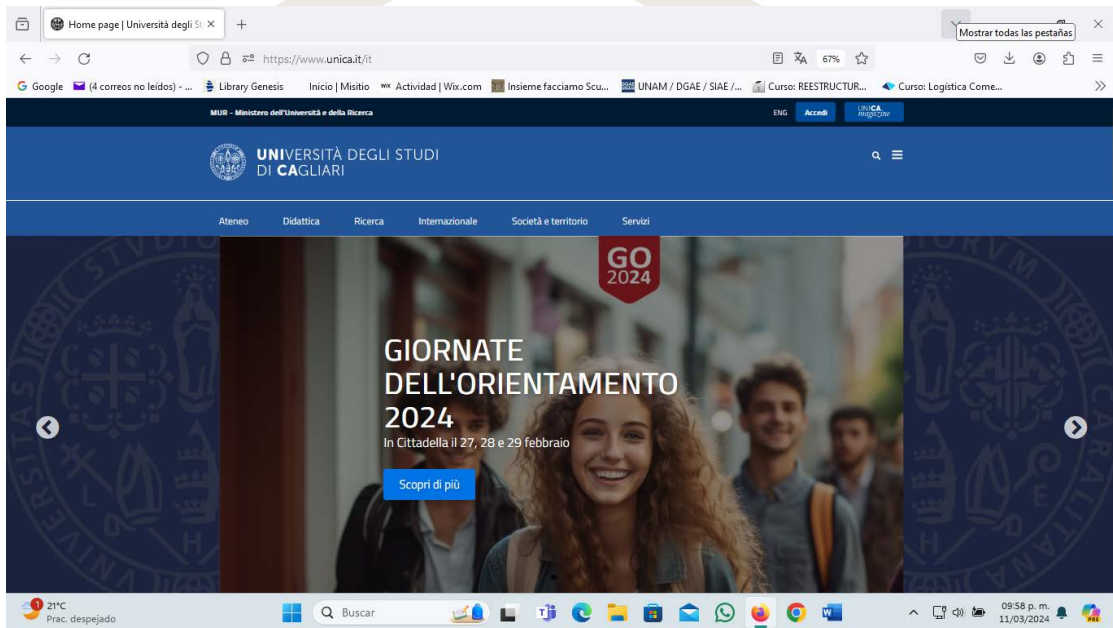 Home page | Università degli St
Mostrar todas las pestañas
https://www.unica.it/it
67%
Google
(4 correos no leídos) - ...
Library Genesis
Inicio | Misitio
Actividad | Wix.com
Insieme facciamo Scu...
UNAM / DGAE / SIAE /...
Curso: REESTRUCTUR...
Curso: Logística Come...
MUR - Ministero dell'Università e della Ricerca
ENG
Accedi
UNICA
magazine
UNIVERSITÀ DEGLI STUDI
DI CAGLIARI
Ateneo
Didattica
Ricerca
Internazionale
Società e territorio
Servizi
GO
2024
GIORNATE
DELL'ORIENTAMENTO
2024
In Cittadella il 27, 28 e 29 febbraio
Scopri di più
1
21°C
Prac. despejado
Buscar
09:58 p. m.
11/03/2024